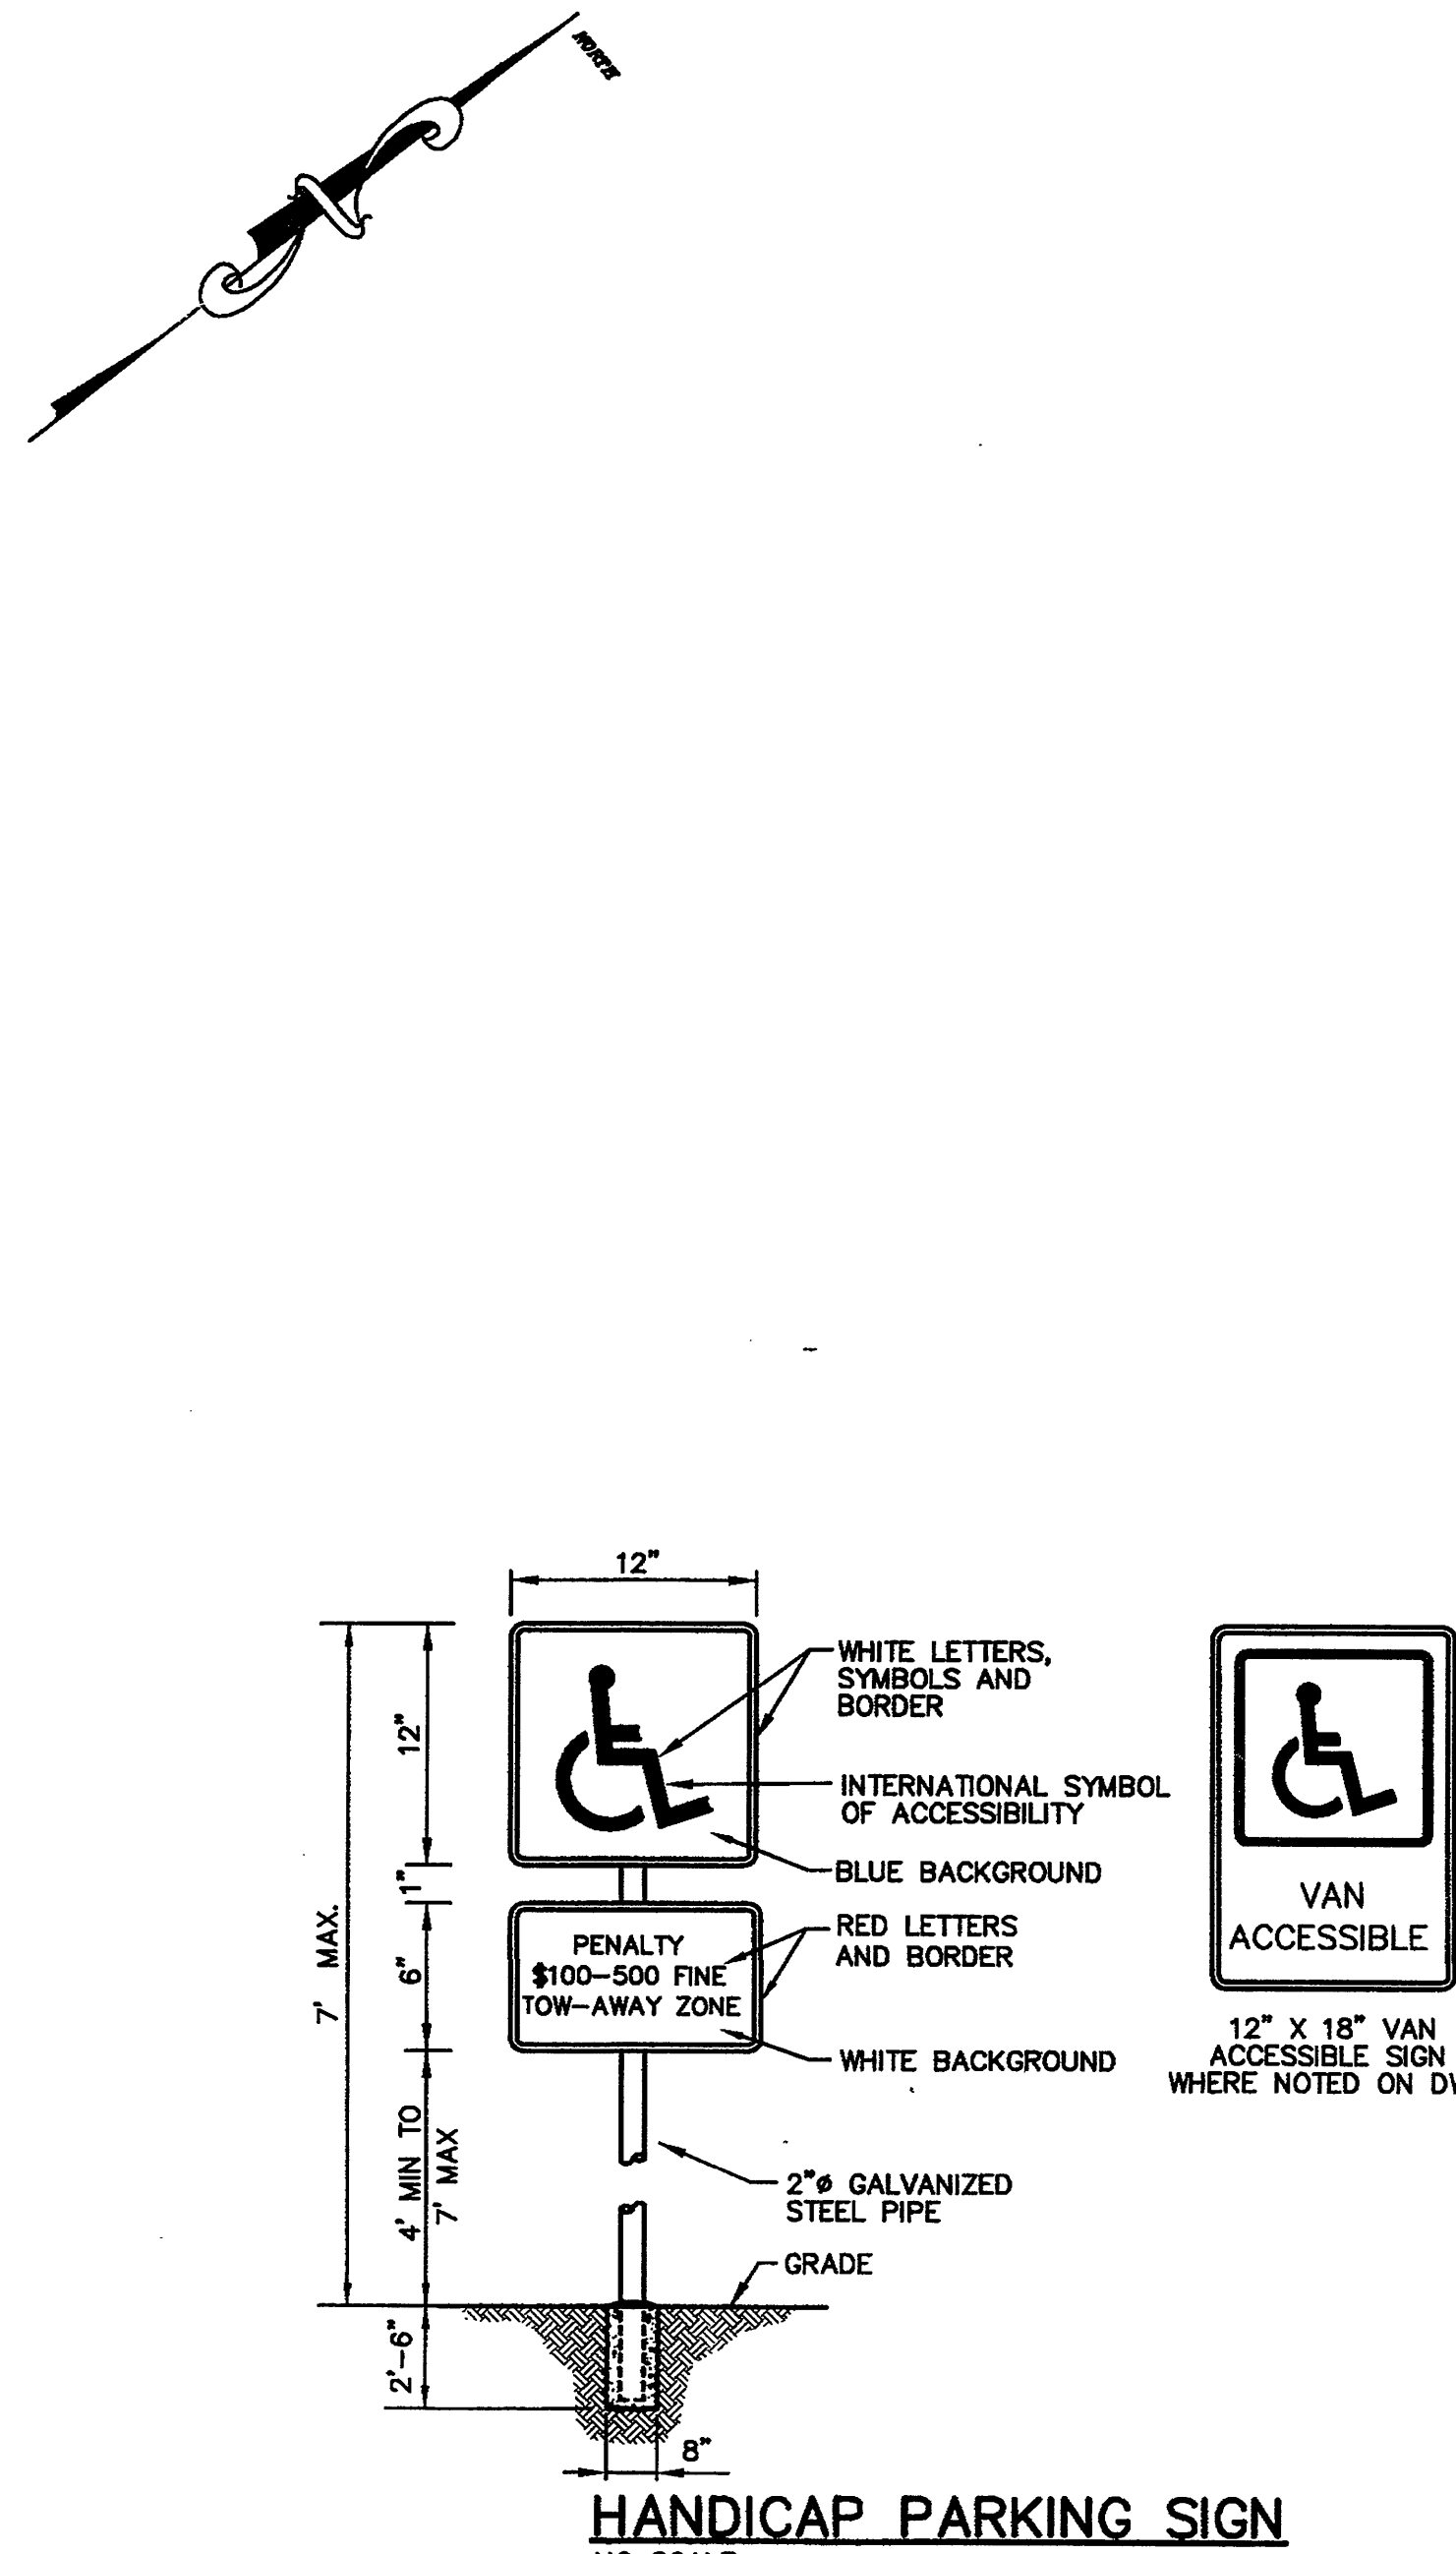 NORTH
12"
WHITE LETTERS,
SYMBOLS AND
BORDER
12"
INTERNATIONAL SYMBOL
OF ACCESSIBILITY
BLUE BACKGROUND
1"
7' MAX.
6"
PENALTY
$100-500 FINE
TOW-AWAY ZONE
RED LETTERS
AND BORDER
WHITE BACKGROUND
VAN
ACCESSIBLE
12" X 18" VAN
ACCESSIBLE SIGN
WHERE NOTED ON
4' MIN TO
7' MAX
2"ø GALVANIZED
STEEL PIPE
GRADE
2'-6"
8"
HANDICAP PARKING SIGN